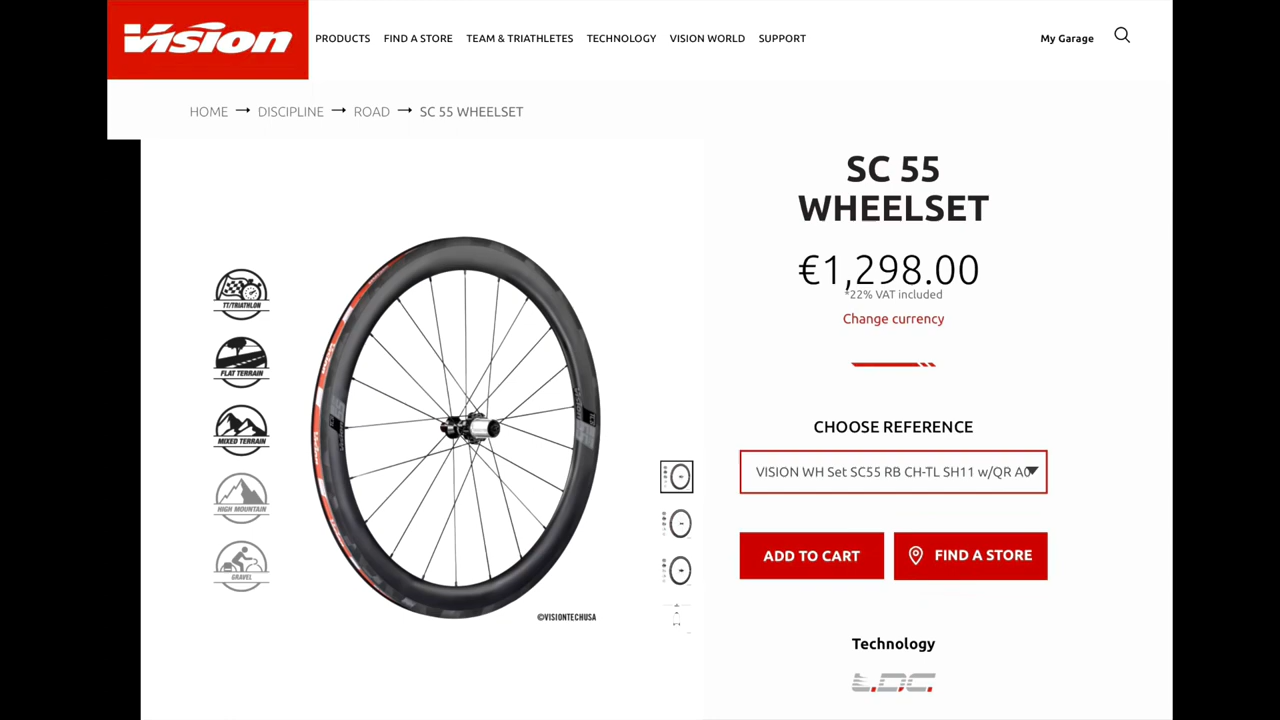 Vision
PRODUCTS FIND A STORE TEAM & TRIATHLETES TECHNOLOGY VISION WORLD SUPPORT
My Garage
HOME → DISCIPLINE → ROAD → SC 55 WHEELSET
SC 55
WHEELSET
€1,298.00
*22% VAT included
Change currency
TT/TRIATHLON
FLAT TERRAIN
MIXED TERRAIN
HIGH MOUNTAIN
GRAVEL
©VISIONTECHUSA
CHOOSE REFERENCE
VISION WH Set SC55 RB CH-TL SH11 w/QR A0
ADD TO CART
FIND A STORE
Technology